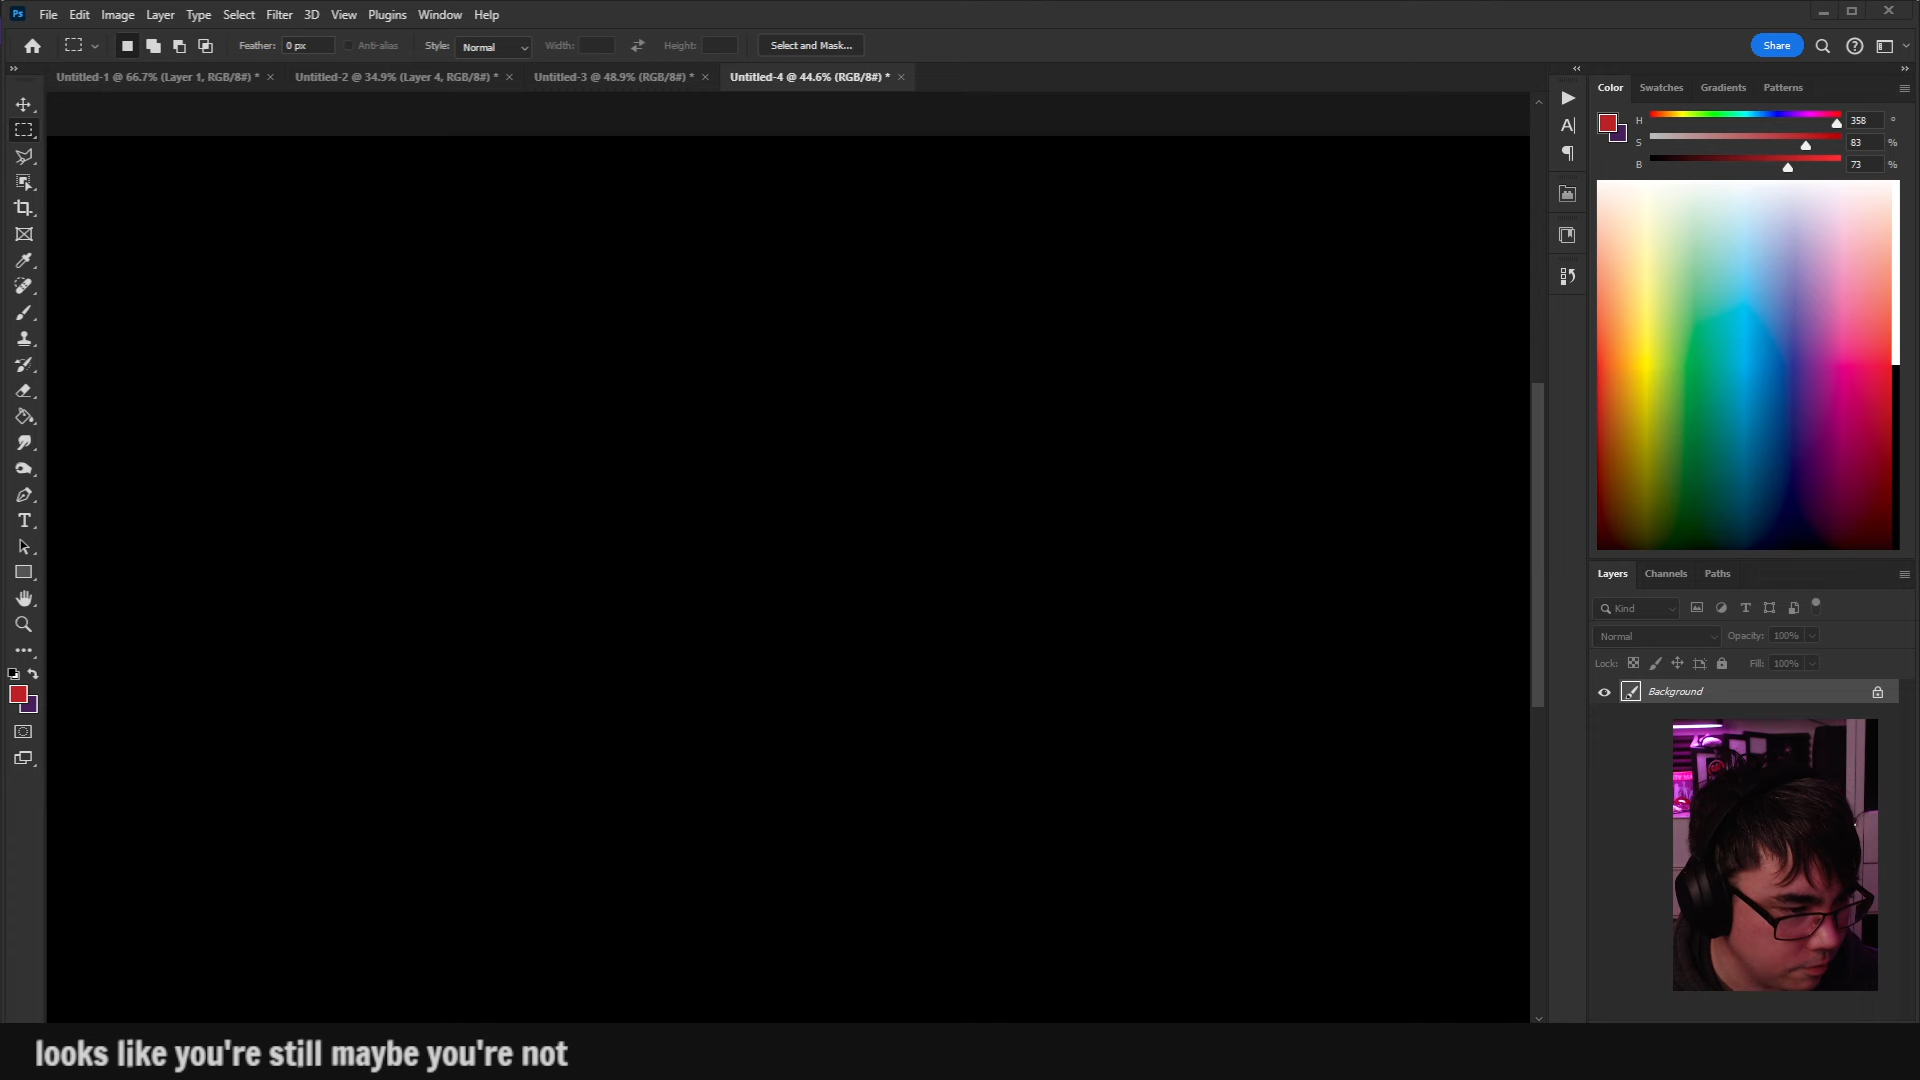 Ps File Edit Image Layer Type Select Filter 3D View Plugins Window Help
Feather: 0 px Anti-alias Style: Normal Width: Height: Select and Mask... Share
Untitled-1 @ 66.7% (Layer 1, RGB/8#) * Untitled-2 @ 34.9% (Layer 4, RGB/8#) * Untitled-3 @ 48.9% (RGB/8#) * Untitled-4 @ 44.6% (RGB/8#) *
Color Swatches Gradients Patterns
H 358 °
S 83 %
B 73 %
Layers Channels Paths
Kind
Normal Opacity: 100%
Lock: Fill: 100%
Background
looks like you're still maybe you're not